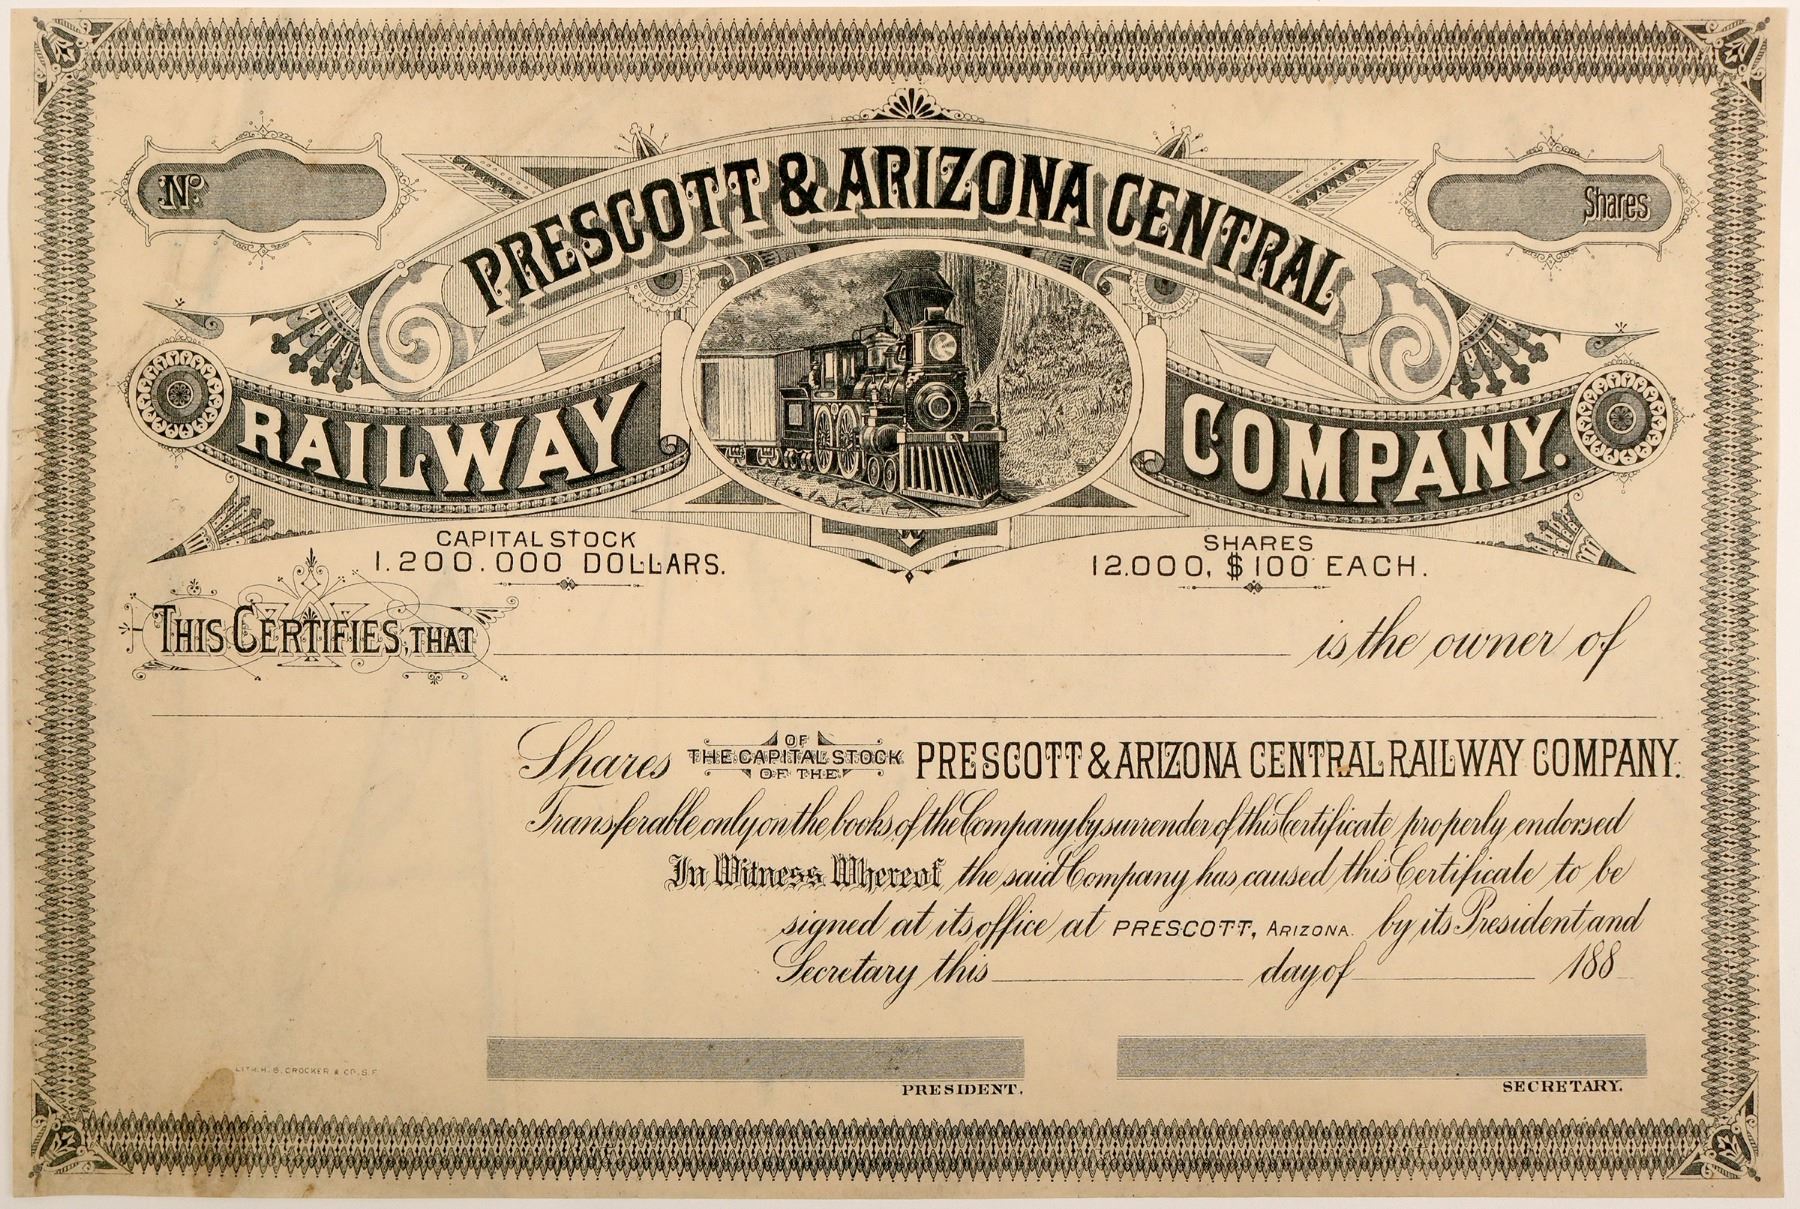 No.
Shares
PRESCOTT & ARIZONA CENTRAL
RAILWAY COMPANY.
CAPITAL STOCK
1.200.000 DOLLARS.
SHARES
12.000, $100 EACH.
THIS CERTIFIES, THAT is the owner of
Shares OF THE CAPITAL STOCK OF THE PRESCOTT & ARIZONA CENTRAL RAILWAY COMPANY.
Transferable only on the books of the Company by surrender of this Certificate properly endorsed
In Witness Whereof the said Company has caused this Certificate to be
signed at its office at PRESCOTT, ARIZONA. by its President and
Secretary this day of 188
PRESIDENT.
SECRETARY.
LITH. H. S. CROCKER & CO. S. F.